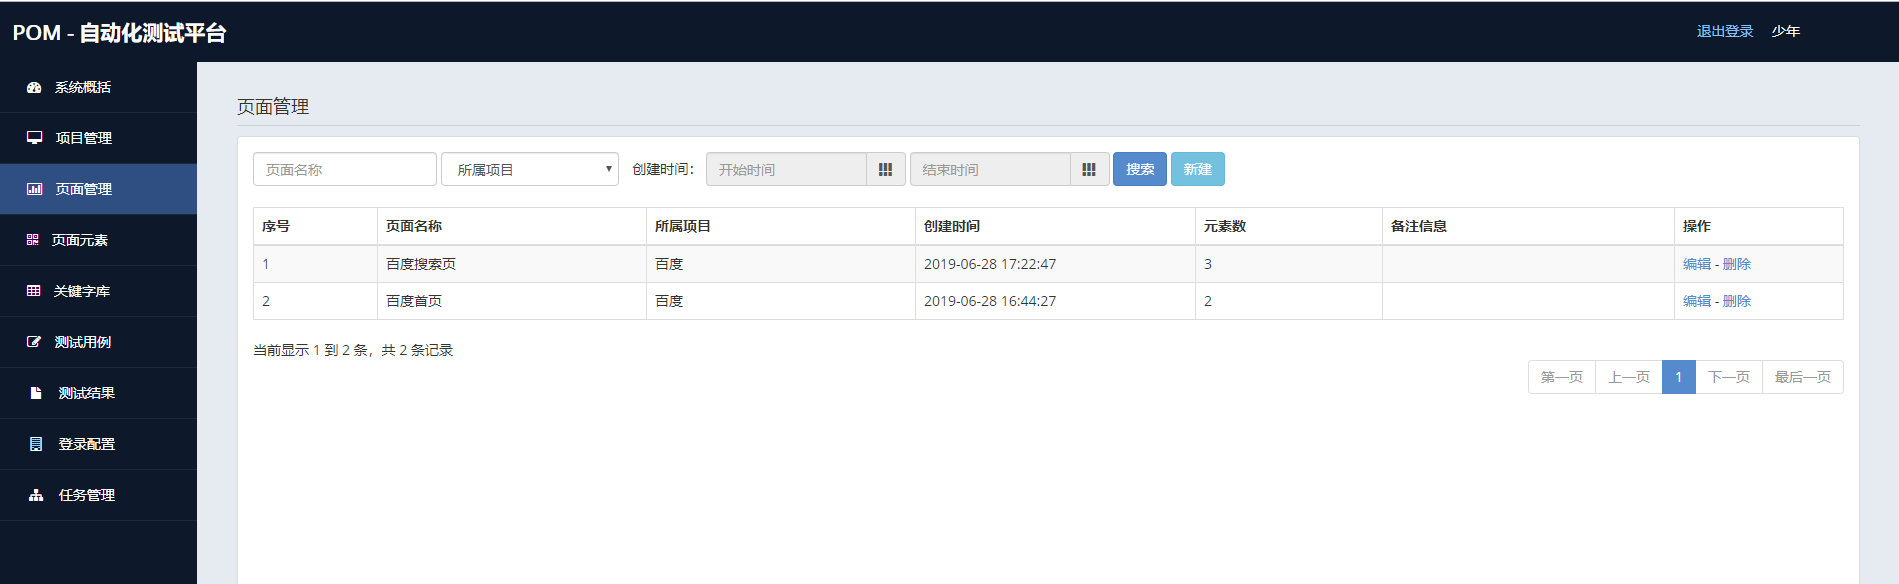 POM - 自动化测试平台
退出登录 少年
系统概括
项目管理
页面管理
页面元素
关键字库
测试用例
测试结果
登录配置
任务管理
页面管理
页面名称 所属项目 创建时间： 开始时间 结束时间 搜索 新建
序号 页面名称 所属项目 创建时间 元素数 备注信息 操作
1 百度搜索页 百度 2019-06-28 17:22:47 3 编辑 - 删除
2 百度首页 百度 2019-06-28 16:44:27 2 编辑 - 删除
当前显示 1 到 2 条，共 2 条记录
第一页 上一页 1 下一页 最后一页